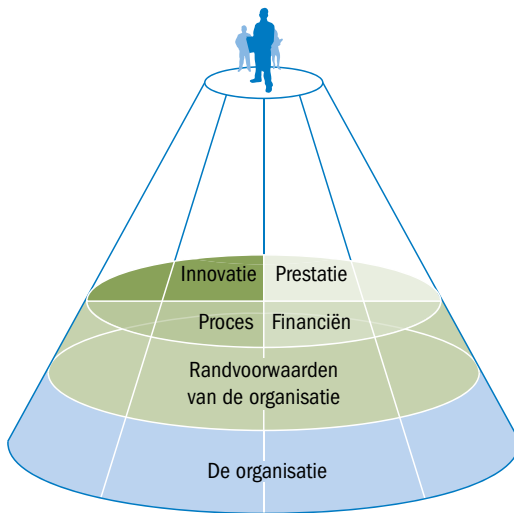 Innovatie Prestatie
Proces Financiën
Randvoorwaarden
van de organisatie
De organisatie